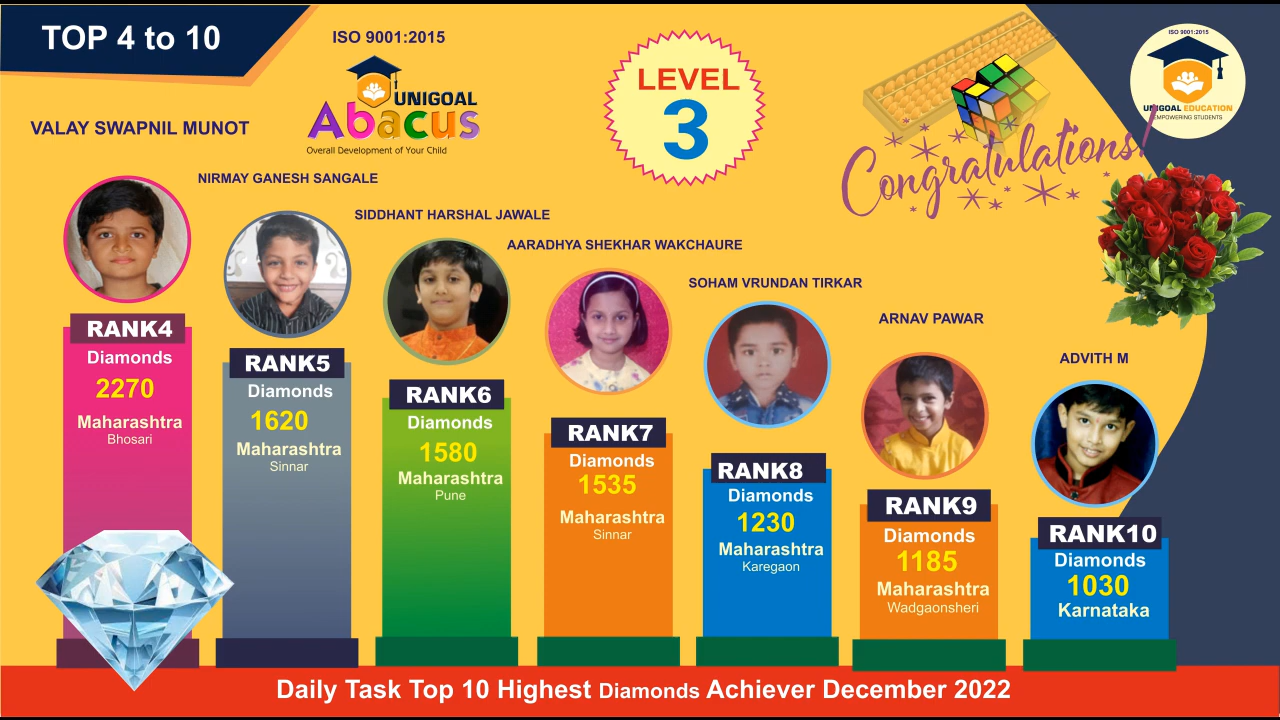 TOP 4 to 10
ISO 9001:2015
UNIGOAL
Abacus
Overall Development of Your Child
LEVEL
3
Congratulations!
ISO 9001:2015
UNIGOAL EDUCATION
EMPOWERING STUDENTS
VALAY SWAPNIL MUNOT
RANK4
Diamonds
2270
Maharashtra
Bhosari
NIRMAY GANESH SANGALE
RANK5
Diamonds
1620
Maharashtra
Sinnar
SIDDHANT HARSHAL JAWALE
RANK6
Diamonds
1580
Maharashtra
Pune
AARADHYA SHEKHAR WAKCHAURE
RANK7
Diamonds
1535
Maharashtra
Sinnar
SOHAM VRUNDAN TIRKAR
RANK8
Diamonds
1230
Maharashtra
Karegaon
ARNAV PAWAR
RANK9
Diamonds
1185
Maharashtra
Wadgaonsheri
ADVITH M
RANK10
Diamonds
1030
Karnataka
Daily Task Top 10 Highest Diamonds Achiever December 2022